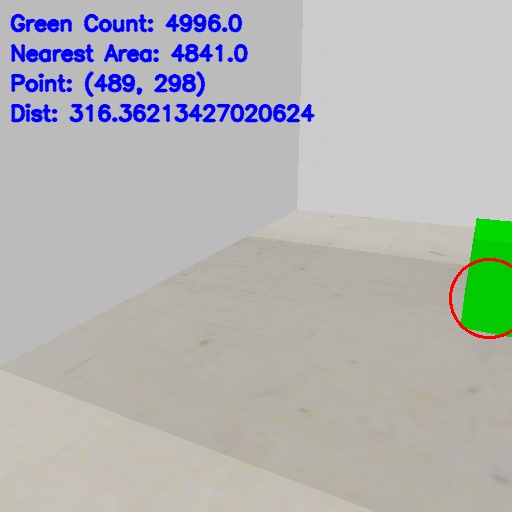 Green Count: 4996.0
Nearest Area: 4841.0
Point: (489, 298)
Dist: 316.36213427020624